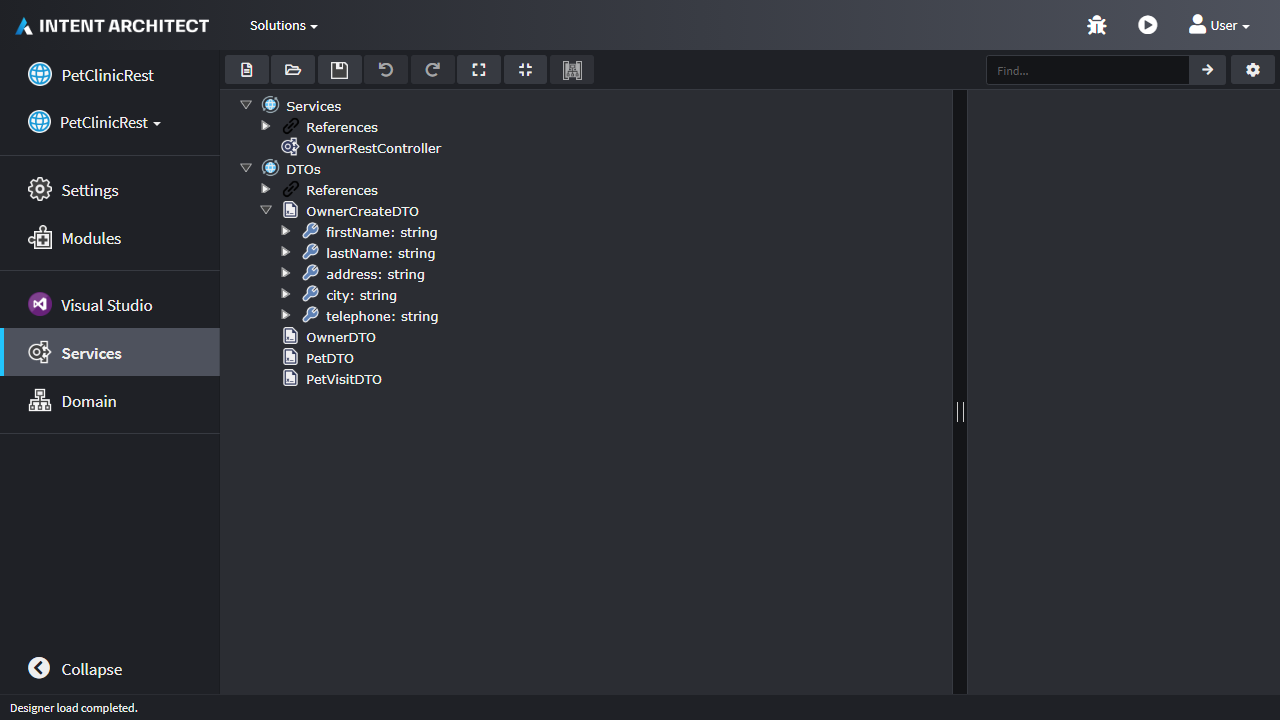 INTENT ARCHITECT
Solutions
User
PetClinicRest
PetClinicRest
Settings
Modules
Visual Studio
Services
Domain
Collapse
Find...
Services
References
OwnerRestController
DTOs
References
OwnerCreateDTO
firstName: string
lastName: string
address: string
city: string
telephone: string
OwnerDTO
PetDTO
PetVisitDTO
Designer load completed.